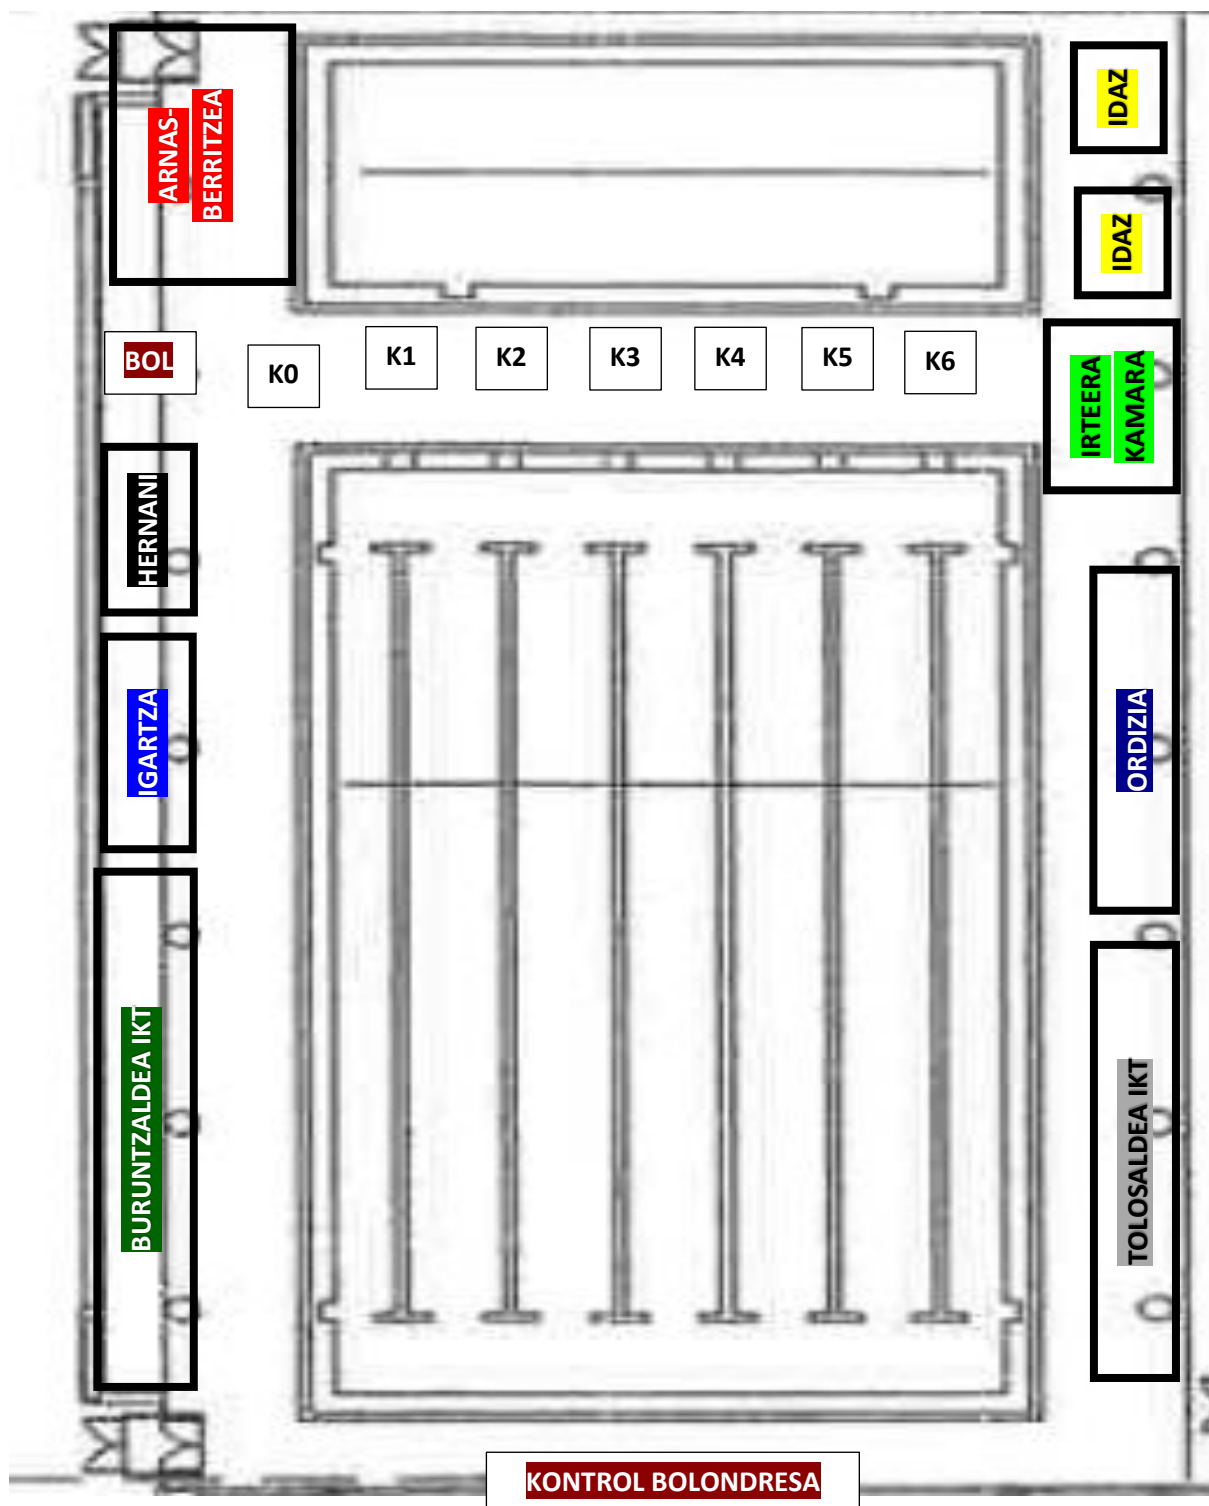 ARNAS-
BERRITZEA
IDAZ
IDAZ
BOL
K0
K1
K2
K3
K4
K5
K6
IRTEERA
KAMARA
HERNANI
IGARTZA
ORDIZIA
BURUNTZALDEA IKT
TOLOSALDEA IKT
KONTROL BOLONDRESA